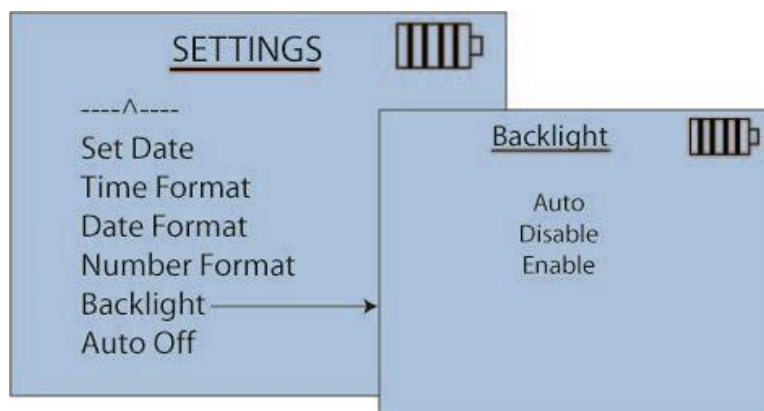 SETTINGS
----^----
Set Date
Time Format
Date Format
Number Format
Backlight
Auto Off
Backlight
Auto
Disable
Enable